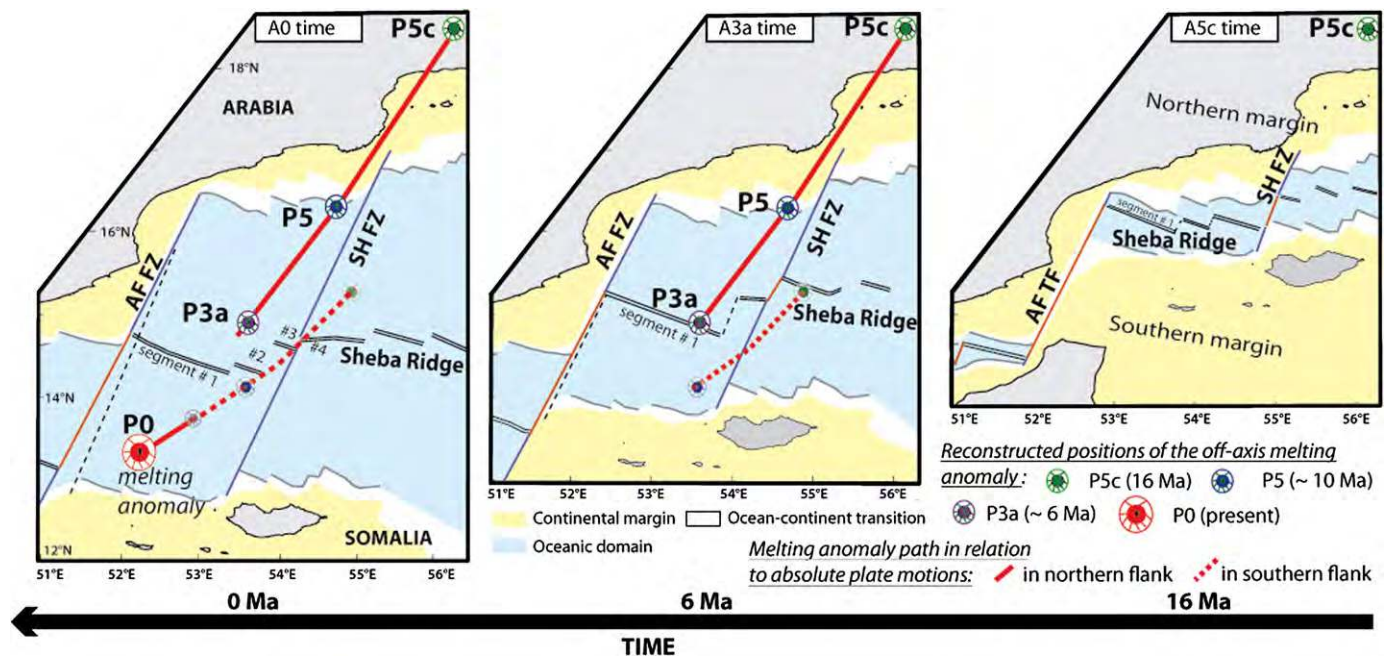 A0 time
P5c
18°N
ARABIA
P5
SH FZ
16°N
AF FZ
P3a
#3
#4
#2
segment # 1
Sheba Ridge
14°N
P0
melting
anomaly
SOMALIA
12°N
51°E 52°E 53°E 54°E 55°E 56°E
A3a time
P5c
P5
SH FZ
AF FZ
P3a
segment # 1
Sheba Ridge
51°E 52°E 53°E 54°E 55°E 56°E
A5c time
P5c
Northern margin
SH FZ
segment # 1
Sheba Ridge
AF TF
Southern margin
51°E 52°E 53°E 54°E 55°E 56°E
Continental margin
Ocean-continent transition
Oceanic domain
Reconstructed positions of the off-axis melting
anomaly :
P5c (16 Ma)
P5 (~ 10 Ma)
P3a (~ 6 Ma)
P0 (present)
Melting anomaly path in relation
to absolute plate motions:
in northern flank
in southern flank
0 Ma
6 Ma
16 Ma
TIME